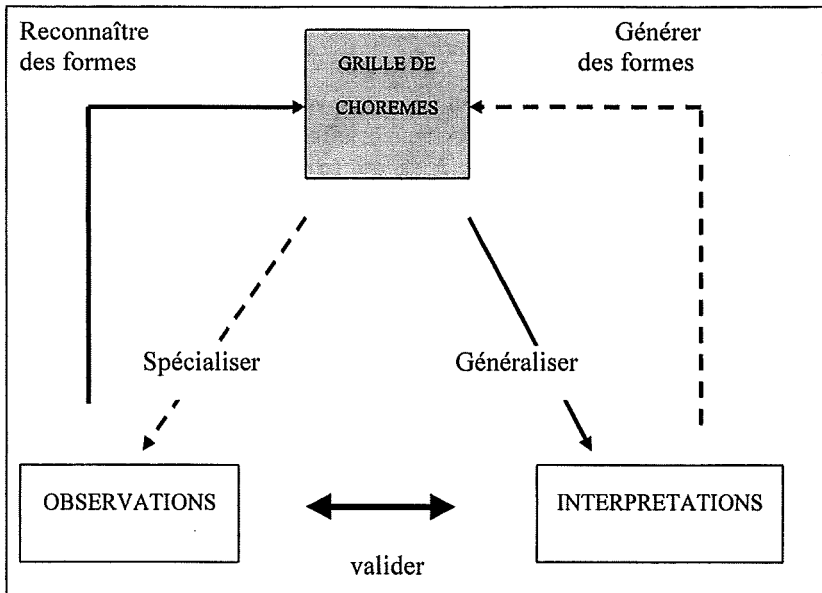 Reconnaître
des formes
GRILLE DE
CHOREMES
Générer
des formes
Spécialiser
Généraliser
OBSERVATIONS
INTERPRETATIONS
valider